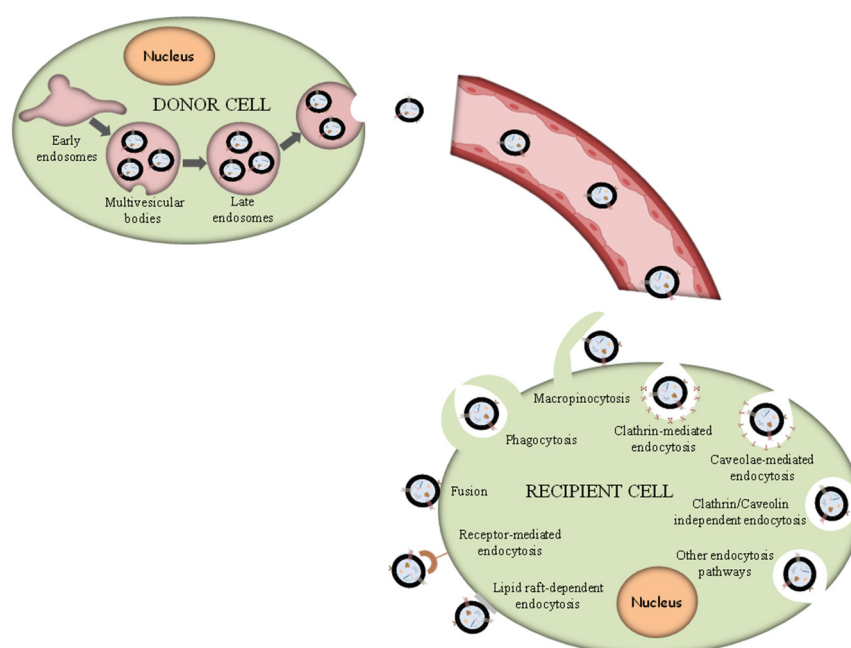 Nucleus
DONOR CELL
Early
endosomes
Multivesicular
bodies
Late
endosomes
Macropinocytosis
Phagocytosis
Clathrin-mediated
endocytosis
Caveolae-mediated
endocytosis
Fusion
RECIPIENT CELL
Clathrin/Caveolin
independent endocytosis
Receptor-mediated
endocytosis
Other endocytosis
pathways
Lipid raft-dependent
endocytosis
Nucleus